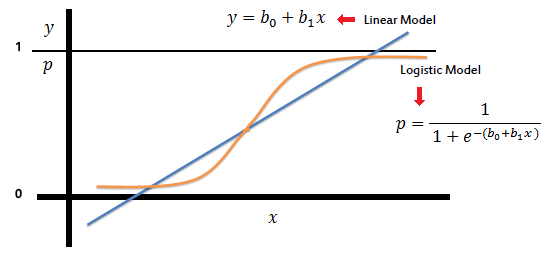 y = b₀ + b₁x
Linear Model
y
1
p
Logistic Model
p = 1 / (1 + e^−(b₀+b₁x))
0
x